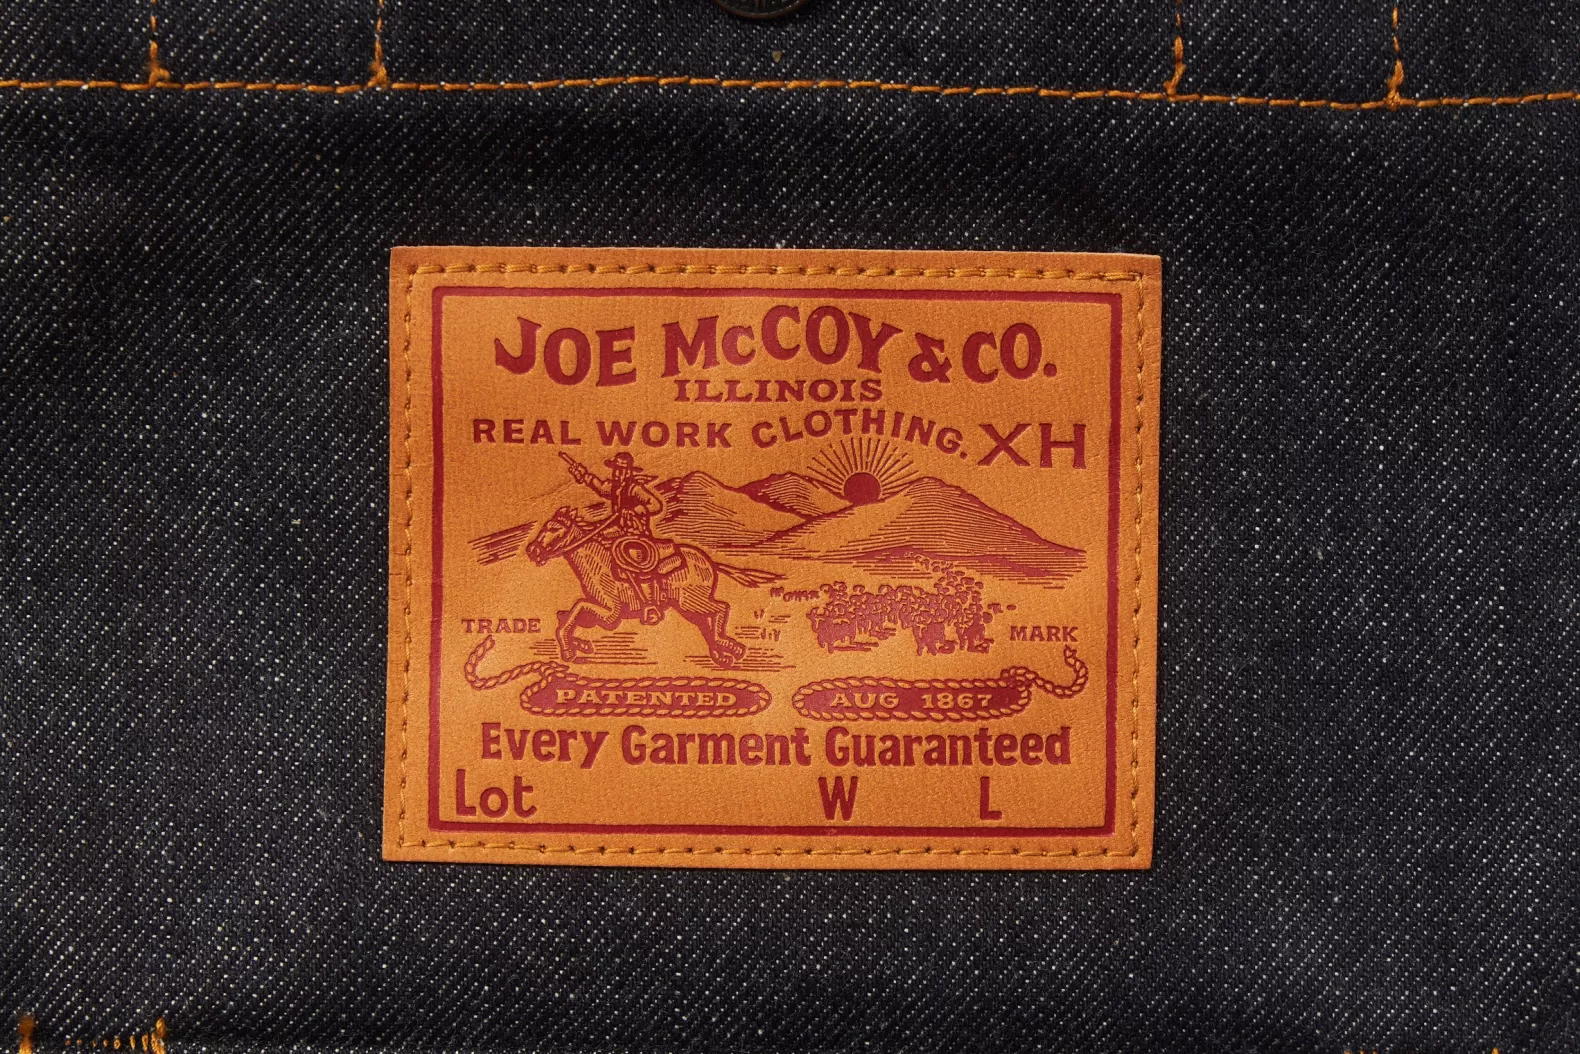 JOE McCOY & CO.
ILLINOIS
REAL WORK CLOTHING. XH
TRADE MARK
PATENTED AUG 1867
Every Garment Guaranteed
Lot W L